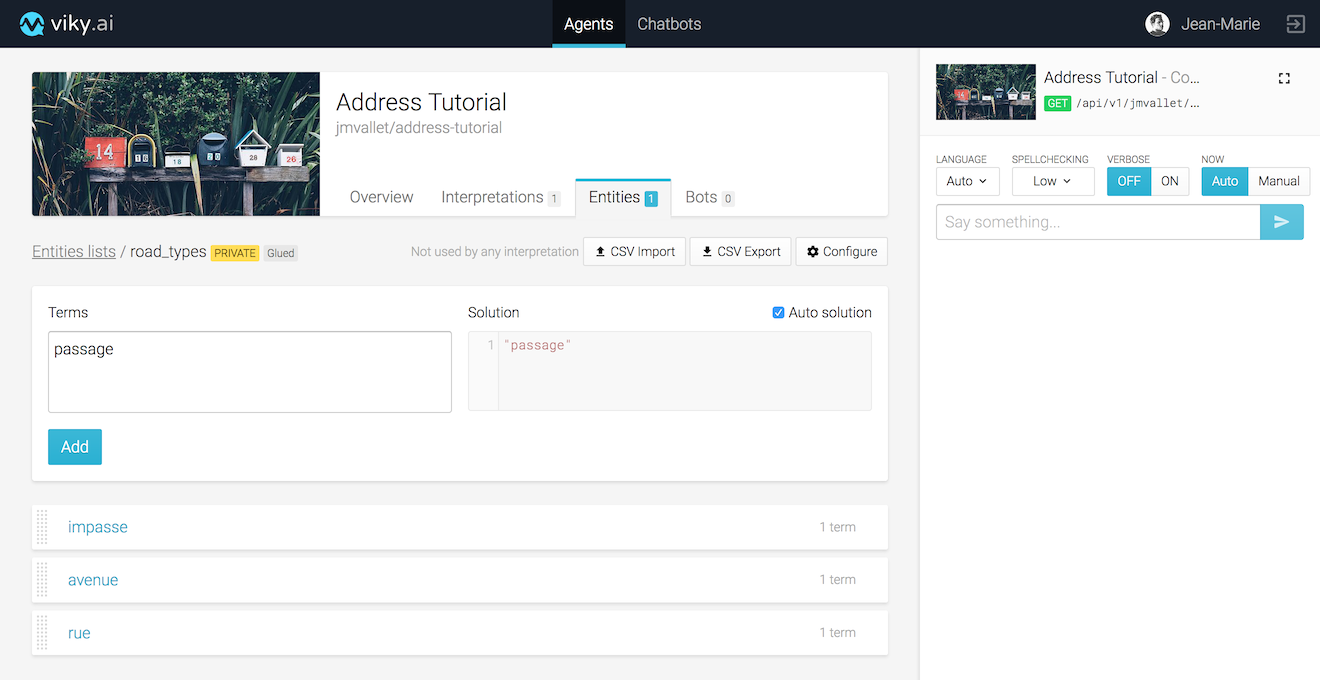 viky.ai
Agents
Chatbots
Jean-Marie
14
16
18
20
28
26
Address Tutorial
jmvallet/address-tutorial
Overview
Interpretations 1
Entities 1
Bots 0
Entities lists / road_types PRIVATE Glued
Not used by any interpretation
CSV Import
CSV Export
Configure
Terms
passage
Solution
Auto solution
1 "passage"
Add
impasse 1 term
avenue 1 term
rue 1 term
Address Tutorial - Co...
GET /api/v1/jmvallet/...
LANGUAGE SPELLCHECKING VERBOSE NOW
Auto Low OFF ON Auto Manual
Say something...